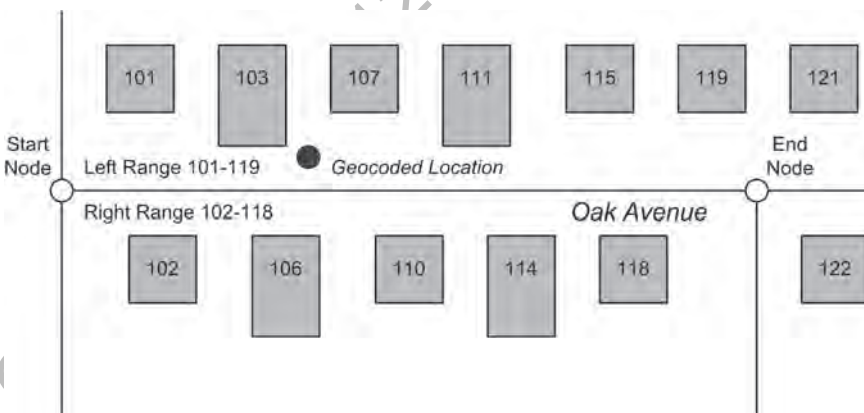 101 103 107 111 115 119 121
Start
Node
End
Node
Left Range 101-119
Geocoded Location
Right Range 102-118
Oak Avenue
102 106 110 114 118 122